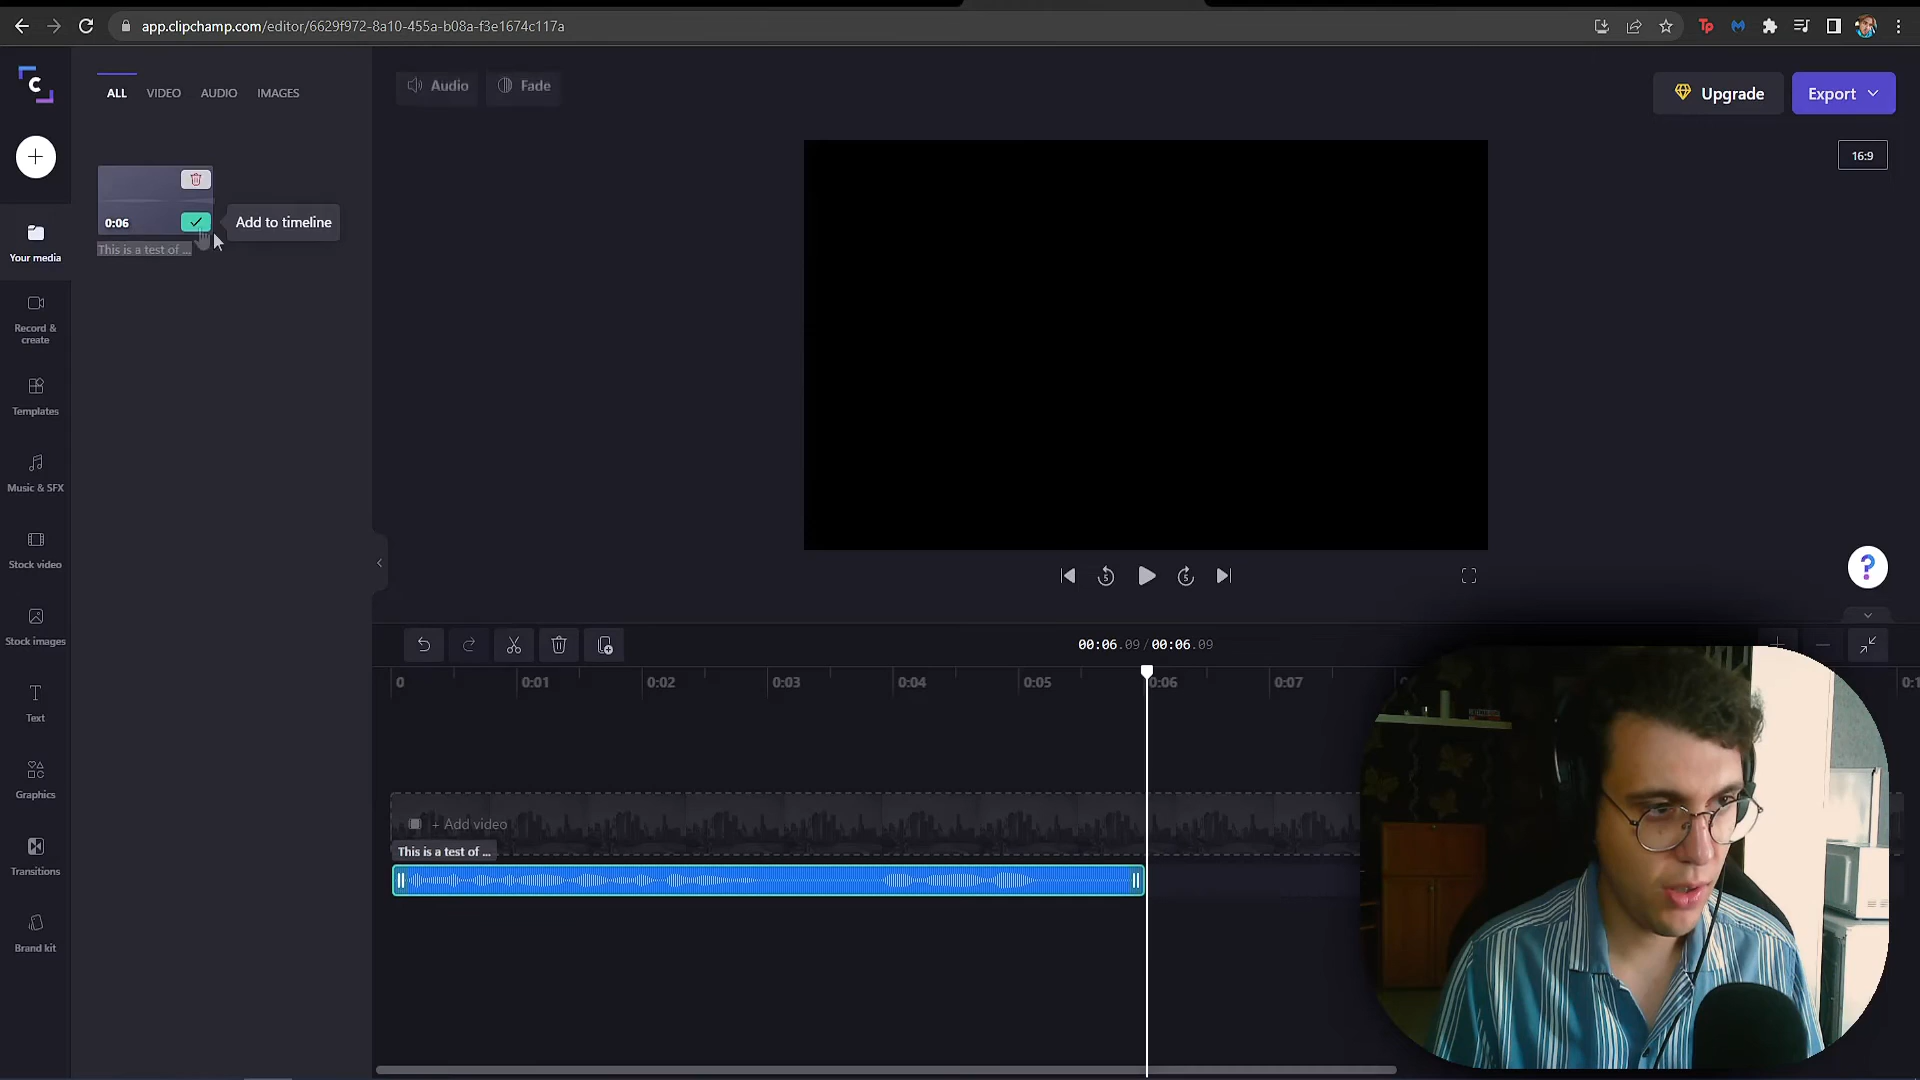 app.clipchamp.com/editor/6629f972-8a10-455a-b08a-f3e1674c117a
Tp
C
ALL VIDEO AUDIO IMAGES
Audio Fade
Upgrade Export
16:9
0:06
Add to timeline
This is a test of ...
Your media
Record &
create
Templates
Music & SFX
Stock video
Stock images
Text
Graphics
Transitions
Brand kit
5 5
?
00:06.09 / 00:06.09
0 0:01 0:02 0:03 0:04 0:05 0:06 0:07
+ Add video
This is a test of ...